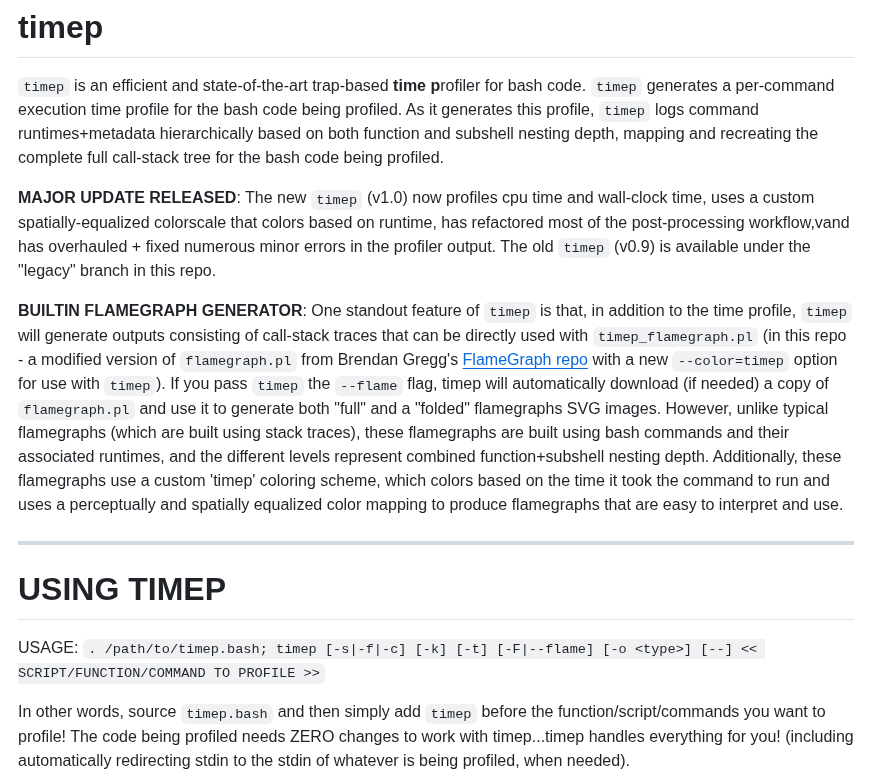 timep
timep is an efficient and state-of-the-art trap-based time profiler for bash code. timep generates a per-command
execution time profile for the bash code being profiled. As it generates this profile, timep logs command
runtimes+metadata hierarchically based on both function and subshell nesting depth, mapping and recreating the
complete full call-stack tree for the bash code being profiled.
MAJOR UPDATE RELEASED: The new timep (v1.0) now profiles cpu time and wall-clock time, uses a custom
spatially-equalized colorscale that colors based on runtime, has refactored most of the post-processing workflow,vand
has overhauled + fixed numerous minor errors in the profiler output. The old timep (v0.9) is available under the
"legacy" branch in this repo.
BUILTIN FLAMEGRAPH GENERATOR: One standout feature of timep is that, in addition to the time profile, timep
will generate outputs consisting of call-stack traces that can be directly used with timep_flamegraph.pl (in this repo
- a modified version of flamegraph.pl from Brendan Gregg's FlameGraph repo with a new --color=timep option
for use with timep). If you pass timep the --flame flag, timep will automatically download (if needed) a copy of
flamegraph.pl and use it to generate both "full" and a "folded" flamegraphs SVG images. However, unlike typical
flamegraphs (which are built using stack traces), these flamegraphs are built using bash commands and their
associated runtimes, and the different levels represent combined function+subshell nesting depth. Additionally, these
flamegraphs use a custom 'timep' coloring scheme, which colors based on the time it took the command to run and
uses a perceptually and spatially equalized color mapping to produce flamegraphs that are easy to interpret and use.
USING TIMEP
USAGE: . /path/to/timep.bash; timep [-s|-f|-c] [-k] [-t] [-F|--flame] [-o <type>] [--] <<
SCRIPT/FUNCTION/COMMAND TO PROFILE >>
In other words, source timep.bash and then simply add timep before the function/script/commands you want to
profile! The code being profiled needs ZERO changes to work with timep...timep handles everything for you! (including
automatically redirecting stdin to the stdin of whatever is being profiled, when needed).